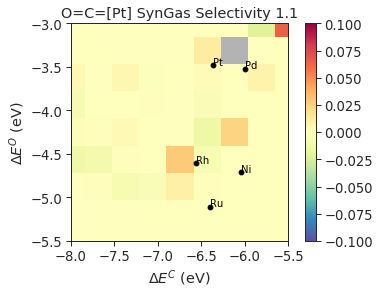 O=C=[Pt] SynGas Selectivity 1.1
ΔE^O (eV)
−3.0
−3.5
−4.0
−4.5
−5.0
−5.5
Pt
Pd
Rh
Ni
Ru
−8.0 −7.5 −7.0 −6.5 −6.0 −5.5
ΔE^C (eV)
0.100
0.075
0.050
0.025
0.000
−0.025
−0.050
−0.075
−0.100